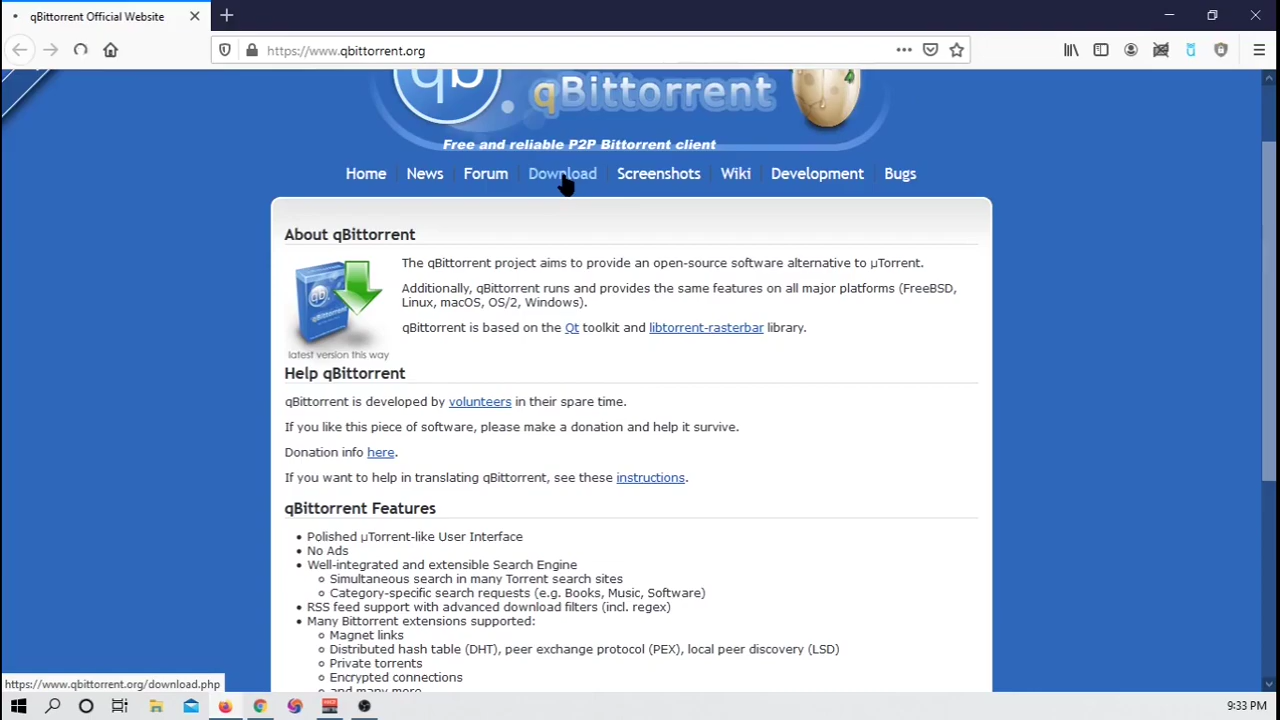 qBittorrent Official Website
https://www.qbittorrent.org
qb
qBittorrent
Free and reliable P2P Bittorrent client
Home News Forum Download Screenshots Wiki Development Bugs
About qBittorrent
The qBittorrent project aims to provide an open-source software alternative to µTorrent.
Additionally, qBittorrent runs and provides the same features on all major platforms (FreeBSD,
Linux, macOS, OS/2, Windows).
qBittorrent is based on the Qt toolkit and libtorrent-rasterbar library.
qb
latest version this way
Help qBittorrent
qBittorrent is developed by volunteers in their spare time.
If you like this piece of software, please make a donation and help it survive.
Donation info here.
If you want to help in translating qBittorrent, see these instructions.
qBittorrent Features
Polished µTorrent-like User Interface
No Ads
Well-integrated and extensible Search Engine
Simultaneous search in many Torrent search sites
Category-specific search requests (e.g. Books, Music, Software)
RSS feed support with advanced download filters (incl. regex)
Many Bittorrent extensions supported:
Magnet links
Distributed hash table (DHT), peer exchange protocol (PEX), local peer discovery (LSD)
Private torrents
Encrypted connections
and many more
https://www.qbittorrent.org/download.php
9:33 PM